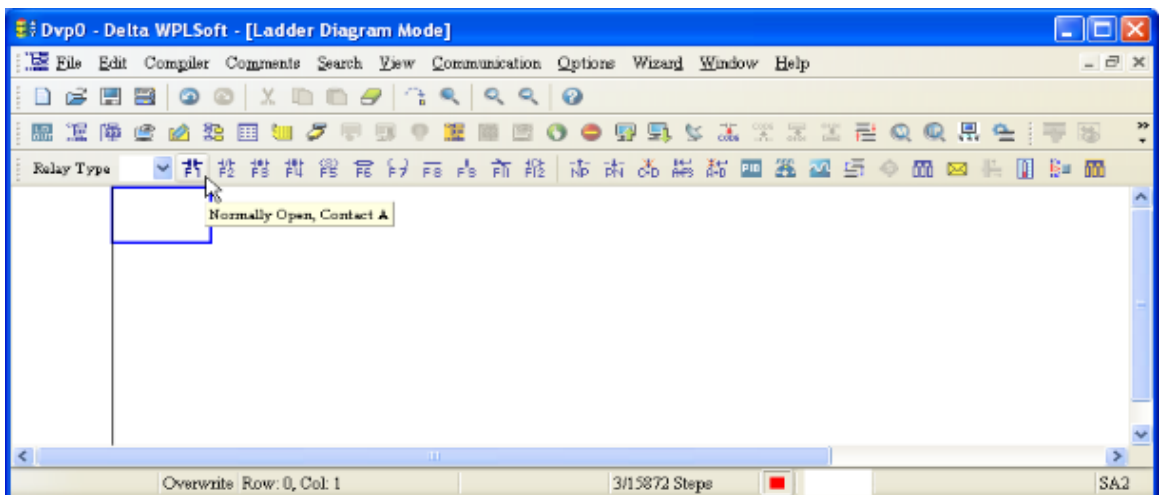 Dvp0 - Delta WPLSoft - [Ladder Diagram Mode]
File Edit Compiler Comments Search View Communication Options Wizard Window Help
Relay Type
Normally Open, Contact A
Overwrite Row: 0, Col: 1 3/15872 Steps SA2